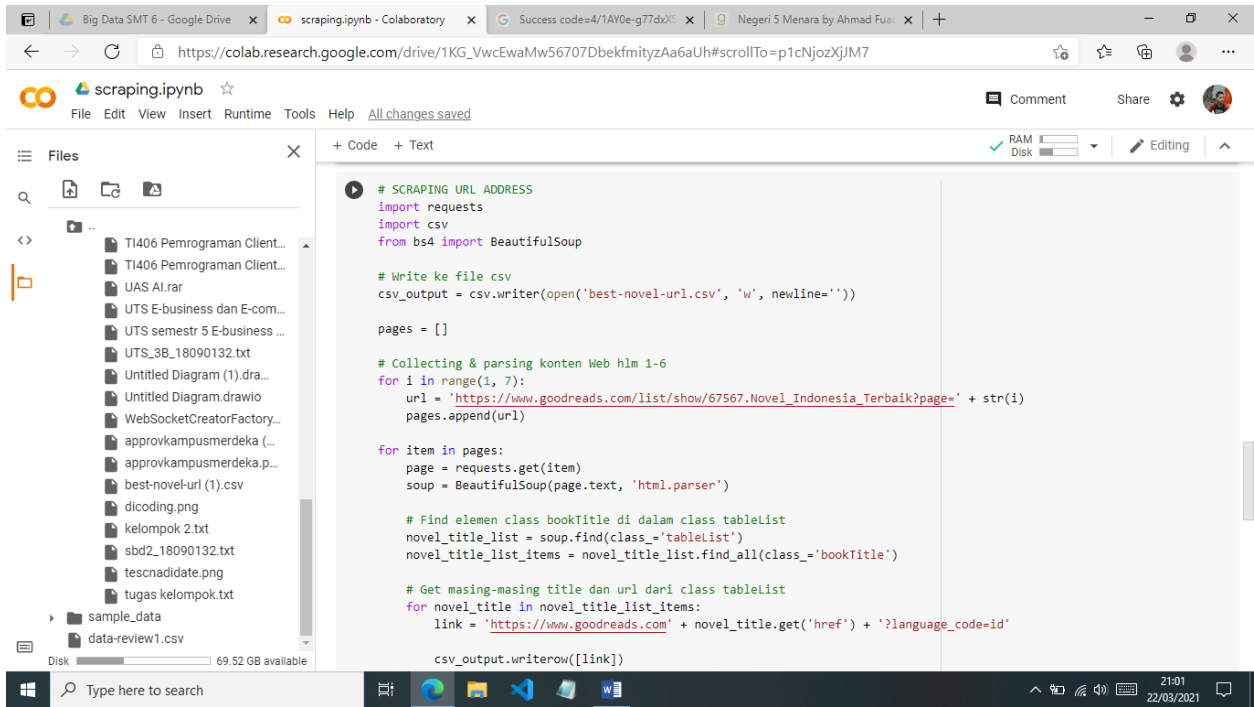 Big Data SMT 6 - Google Drive
scraping.ipynb - Colaboratory
Success code=4/1AY0e-g77dxXS
Negeri 5 Menara by Ahmad Fuad
https://colab.research.google.com/drive/1KG_VwcEwaMw56707DbekfmityzAa6aUh#scrollTo=p1cNjozXjJM7
scraping.ipynb
Comment
Share
File Edit View Insert Runtime Tools Help All changes saved
Files
+ Code + Text
RAM
Disk
Editing
..
TI406 Pemrograman Client...
TI406 Pemrograman Client...
UAS AI.rar
UTS E-business dan E-com...
UTS semestr 5 E-business ...
UTS_3B_18090132.txt
Untitled Diagram (1).dra...
Untitled Diagram.drawio
WebSocketCreatorFactory...
approvkampusmerdeka (...
approvkampusmerdeka.p...
best-novel-url (1).csv
dicoding.png
kelompok 2.txt
sbd2_18090132.txt
tescnadidate.png
tugas kelompok.txt
sample_data
data-review1.csv
Disk 69.52 GB available
# SCRAPING URL ADDRESS
import requests
import csv
from bs4 import BeautifulSoup
# Write ke file csv
csv_output = csv.writer(open('best-novel-url.csv', 'w', newline=''))
pages = []
# Collecting & parsing konten Web hlm 1-6
for i in range(1, 7):
url = 'https://www.goodreads.com/list/show/67567.Novel_Indonesia_Terbaik?page=' + str(i)
pages.append(url)
for item in pages:
page = requests.get(item)
soup = BeautifulSoup(page.text, 'html.parser')
# Find elemen class bookTitle di dalam class tableList
novel_title_list = soup.find(class_='tableList')
novel_title_list_items = novel_title_list.find_all(class_='bookTitle')
# Get masing-masing title dan url dari class tableList
for novel_title in novel_title_list_items:
link = 'https://www.goodreads.com' + novel_title.get('href') + '?language_code=id'
csv_output.writerow([link])
Type here to search
21:01
22/03/2021